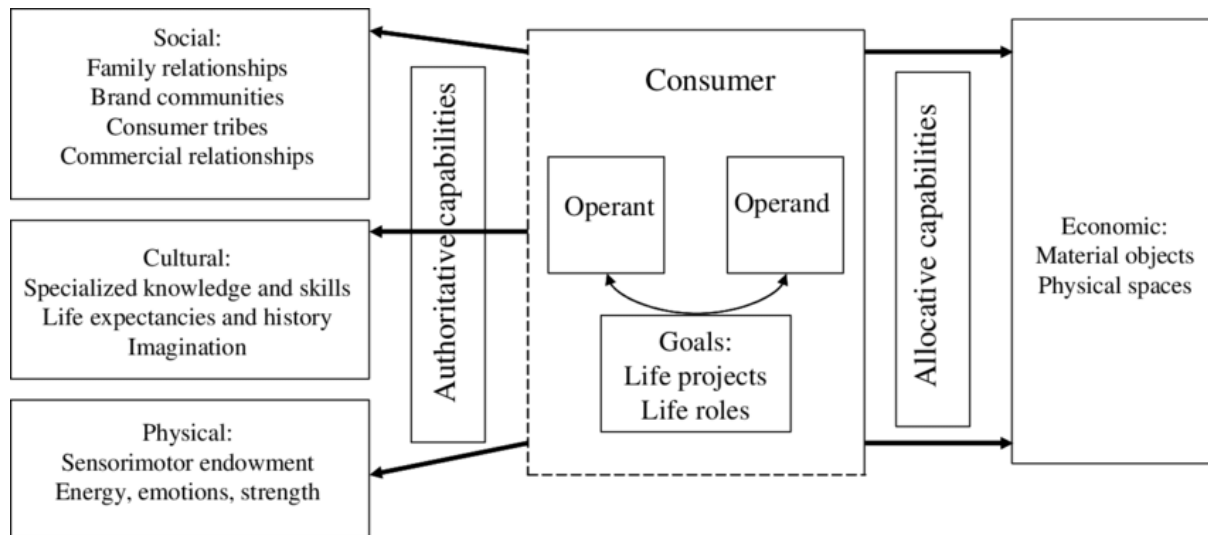 Social:
Family relationships
Brand communities
Consumer tribes
Commercial relationships
Cultural:
Specialized knowledge and skills
Life expectancies and history
Imagination
Physical:
Sensorimotor endowment
Energy, emotions, strength
Authoritative capabilities
Consumer
Operant
Operand
Goals:
Life projects
Life roles
Allocative capabilities
Economic:
Material objects
Physical spaces